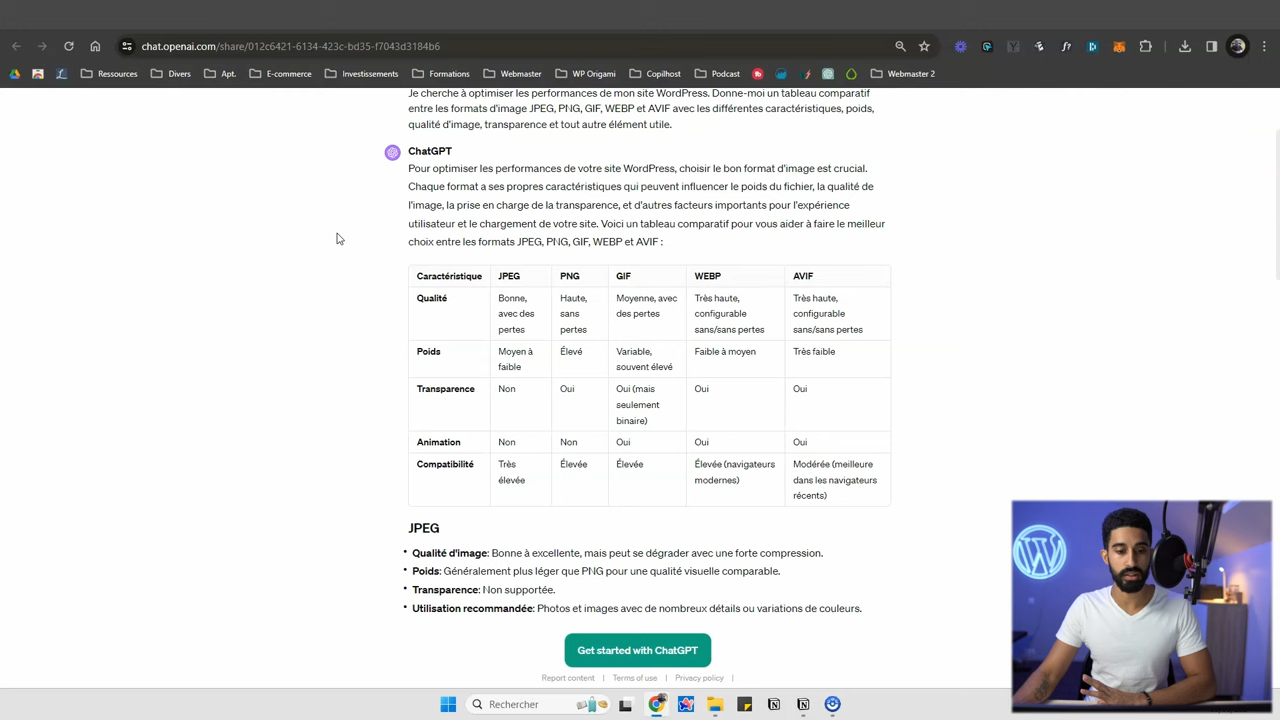 chat.openai.com/share/012c6421-6134-423c-bd35-f7043d3184b6
Ressources Divers Apt. E-commerce Investissements Formations Webmaster WP Origami Copilhost Podcast Webmaster 2
Je cherche à optimiser les performances de mon site WordPress. Donne-moi un tableau comparatif
entre les formats d'image JPEG, PNG, GIF, WEBP et AVIF avec les différentes caractéristiques, poids,
qualité d'image, transparence et tout autre élément utile.
ChatGPT
Pour optimiser les performances de votre site WordPress, choisir le bon format d'image est crucial.
Chaque format a ses propres caractéristiques qui peuvent influencer le poids du fichier, la qualité de
l'image, la prise en charge de la transparence, et d'autres facteurs importants pour l'expérience
utilisateur et le chargement de votre site. Voici un tableau comparatif pour vous aider à faire le meilleur
choix entre les formats JPEG, PNG, GIF, WEBP et AVIF :
Caractéristique JPEG PNG GIF WEBP AVIF
Qualité Bonne, Haute, Moyenne, avec Très haute, Très haute,
avec des sans des pertes configurable configurable
pertes pertes sans/pertes sans/sans pertes
Poids Moyen à Élevé Variable, Faible à moyen Très faible
faible souvent élevé
Transparence Non Oui Oui (mais Oui Oui
seulement
binaire)
Animation Non Non Oui Oui Oui
Compatibilité Très Élevée Élevée Élevée (navigateurs Modérée (meilleure
élevée modernes) dans les navigateurs
récents)
JPEG
• Qualité d'image: Bonne à excellente, mais peut se dégrader avec une forte compression.
• Poids: Généralement plus léger que PNG pour une qualité visuelle comparable.
• Transparence: Non supportée.
• Utilisation recommandée: Photos et images avec de nombreux détails ou variations de couleurs.
Get started with ChatGPT
Report content | Terms of use | Privacy policy |
Rechercher